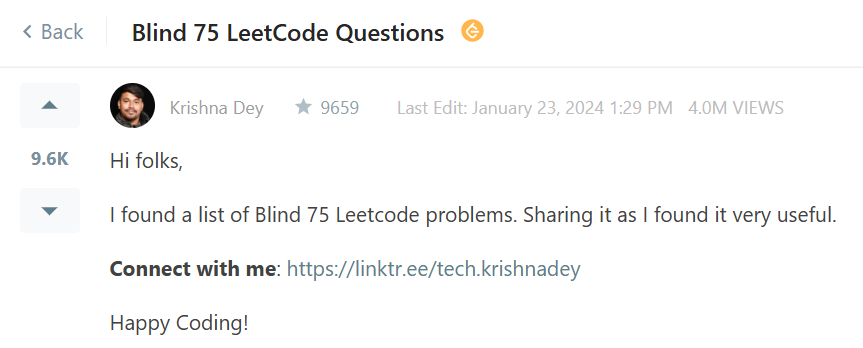 Back
Blind 75 LeetCode Questions
Krishna Dey
9659
Last Edit: January 23, 2024 1:29 PM
4.0M VIEWS
9.6K
Hi folks,
I found a list of Blind 75 Leetcode problems. Sharing it as I found it very useful.
Connect with me: https://linktr.ee/tech.krishnadey
Happy Coding!